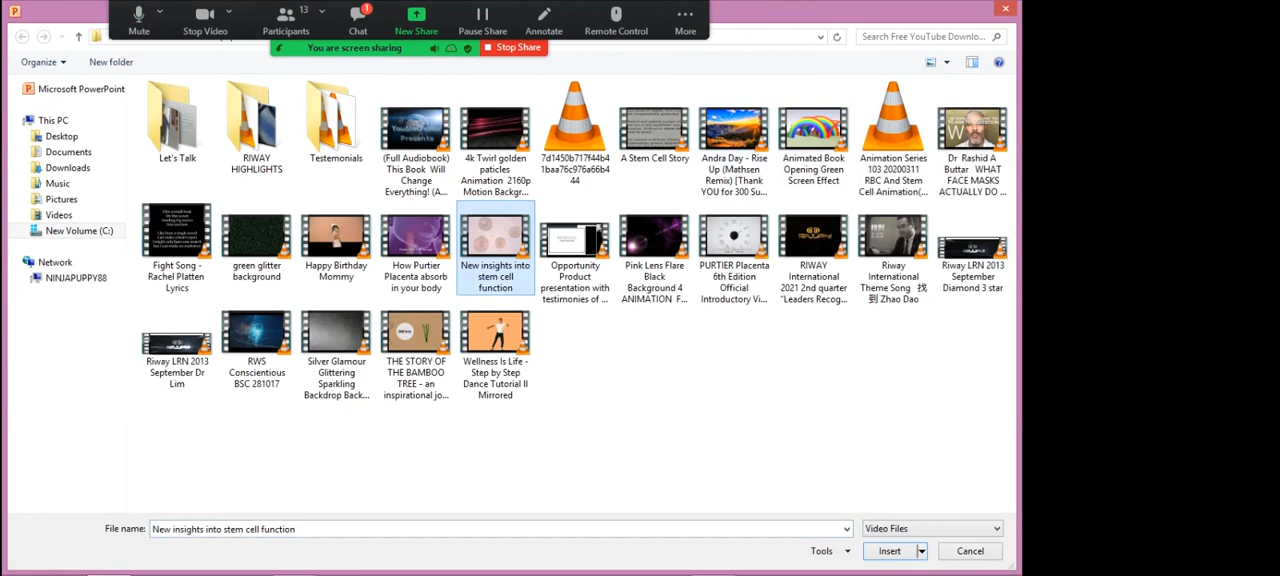 13
1
Mute
Stop Video
Participants
Chat
New Share
Pause Share
Annotate
Remote Control
More
You are screen sharing
Stop Share
Search Free YouTube Downlo...
Organize
New folder
Microsoft PowerPoint
This PC
Desktop
Documents
Downloads
Music
Pictures
Videos
New Volume (C:)
Network
NINJAPUPPY88
Let's Talk
RIWAY
HIGHLIGHTS
Testemonials
(Full Audiobook)
This Book Will
Change
Everything! (A...
4k Twirl golden
paticles
Animation 2160p
Motion Backgr...
7d1450b717f44b4
1baa76c976a66b4
44
A Stem Cell Story
Andra Day - Rise
Up (Mathsen
Remix) [Thank
YOU for 300 Su...
Animated Book
Opening Green
Screen Effect
Animation Series
103 20200311
RBC And Stem
Cell Animation(...
Dr Rashid A
Buttar WHAT
FACE MASKS
ACTUALLY DO ...
Fight Song -
Rachel Platten
Lyrics
green glitter
background
Happy Birthday
Mommy
How Purtier
Placenta absorb
in your body
New insights into
stem cell
function
Opportunity
Product
presentation with
testimonies of ...
Pink Lens Flare
Black
Background 4
ANIMATION F...
PURTIER Placenta
6th Edition
Official
Introductory Vi...
RIWAY
International
2021 2nd quarter
"Leaders Recog...
Riway
International
Theme Song 找
到 Zhao Dao
Riway LRN 2013
September
Diamond 3 star
Riway LRN 2013
September Dr
Lim
RWS
Conscientious
BSC 281017
Silver Glamour
Glittering
Sparkling
Backdrop Back...
THE STORY OF
THE BAMBOO
TREE - an
inspirational jo...
Wellness Is Life -
Step by Step
Dance Tutorial II
Mirrored
File name:
New insights into stem cell function
Video Files
Tools
Insert
Cancel